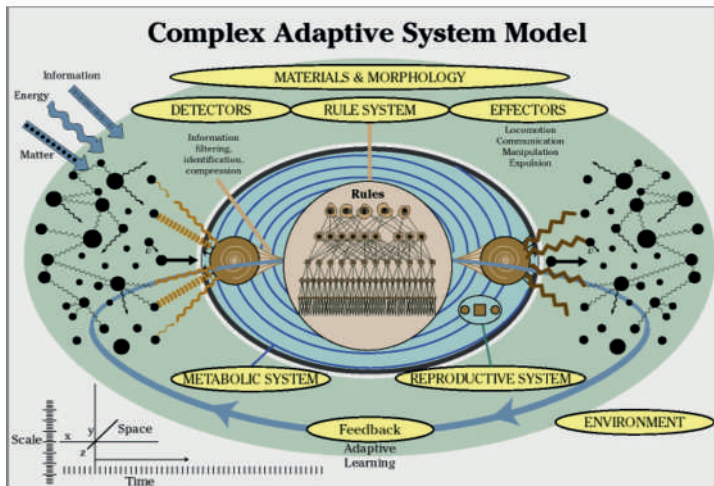 Complex Adaptive System Model
Information
Energy
Matter
MATERIALS & MORPHOLOGY
DETECTORS
RULE SYSTEM
EFFECTORS
Information
filtering,
identification,
compression
Locomotion
Communication
Manipulation
Expulsion
Rules
v
v
METABOLIC SYSTEM
REPRODUCTIVE SYSTEM
Feedback
Adaptive
Learning
ENVIRONMENT
Scale
x
y
z
Space
Time